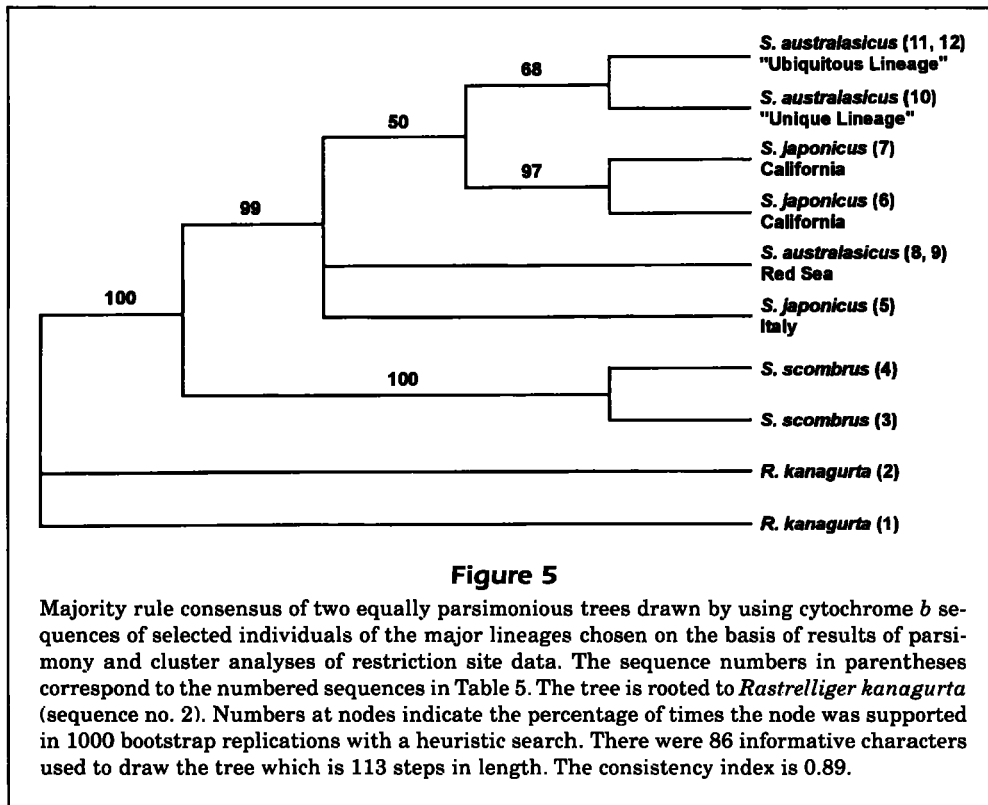 S. australasicus (11, 12)
"Ubiquitous Lineage"
68
S. australasicus (10)
"Unique Lineage"
50
S. japonicus (7)
California
97
S. japonicus (6)
California
99
S. australasicus (8, 9)
Red Sea
100
S. japonicus (5)
Italy
S. scombrus (4)
100
S. scombrus (3)
R. kanagurta (2)
R. kanagurta (1)
Figure 5
Majority rule consensus of two equally parsimonious trees drawn by using cytochrome b se-
quences of selected individuals of the major lineages chosen on the basis of results of parsi-
mony and cluster analyses of restriction site data. The sequence numbers in parentheses
correspond to the numbered sequences in Table 5. The tree is rooted to Rastrelliger kanagurta
(sequence no. 2). Numbers at nodes indicate the percentage of times the node was supported
in 1000 bootstrap replications with a heuristic search. There were 86 informative characters
used to draw the tree which is 113 steps in length. The consistency index is 0.89.